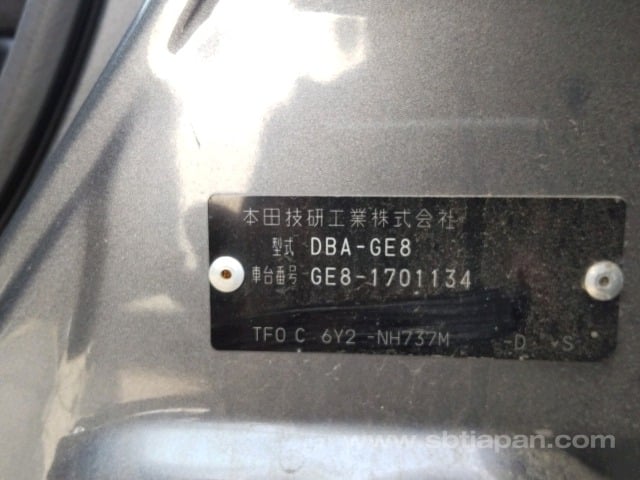 本田技研工業株式会社
型式 DBA-GE8
車台番号 GE8-1701134
TF0 C 6Y2 -NH737M -D -S
www.sbtjapan.com